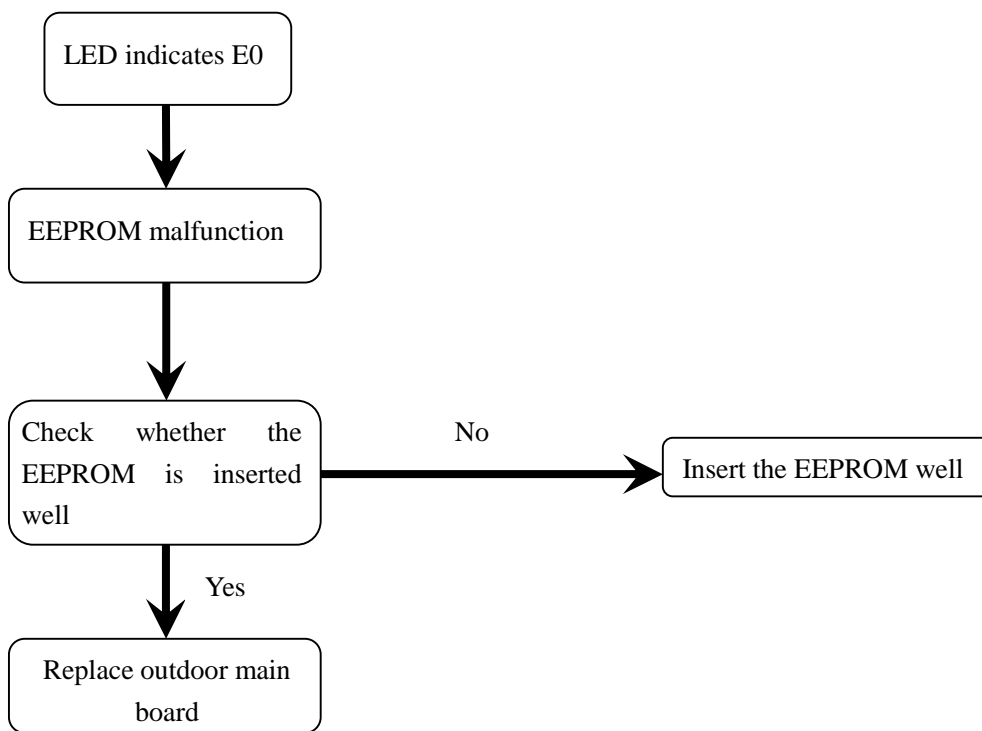 LED indicates E0
EEPROM malfunction
Check whether the
EEPROM is inserted
well
No
Insert the EEPROM well
Yes
Replace outdoor main
board